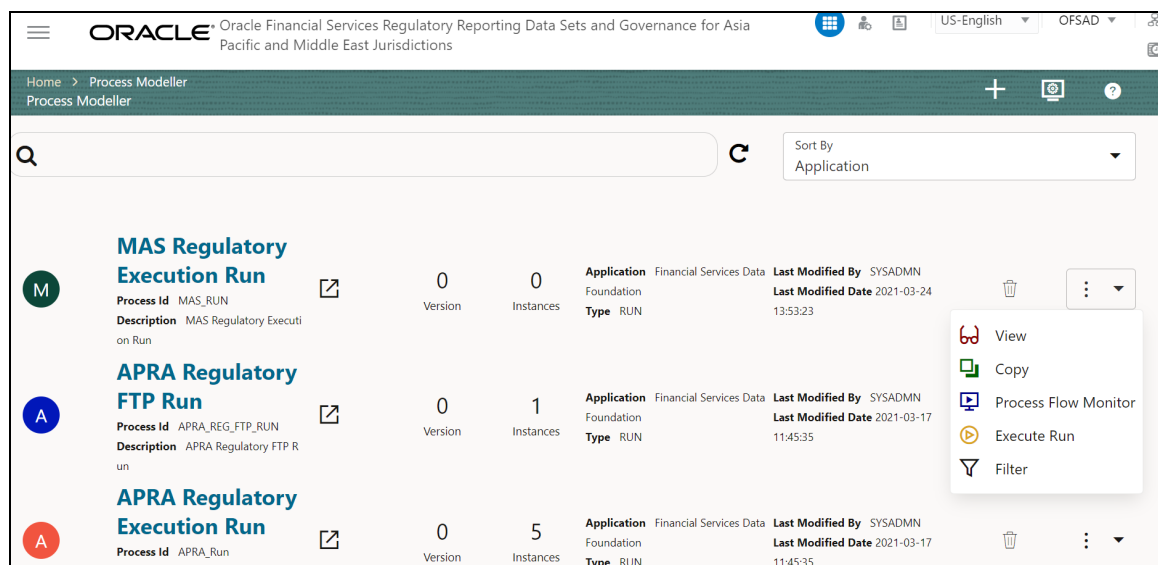 ORACLE® Oracle Financial Services Regulatory Reporting Data Sets and Governance for Asia
Pacific and Middle East Jurisdictions
US-English
OFSAD
Home > Process Modeller
Process Modeller
?
Sort By
Application
M
MAS Regulatory
Execution Run
Process Id MAS_RUN
Description MAS Regulatory Executi
on Run
0
Version
0
Instances
Application Financial Services Data
Foundation
Type RUN
Last Modified By SYSADMN
Last Modified Date 2021-03-24
13:53:23
View
Copy
Process Flow Monitor
Execute Run
Filter
A
APRA Regulatory
FTP Run
Process Id APRA_REG_FTP_RUN
Description APRA Regulatory FTP R
un
0
Version
1
Instances
Application Financial Services Data
Foundation
Type RUN
Last Modified By SYSADMN
Last Modified Date 2021-03-17
11:45:35
A
APRA Regulatory
Execution Run
Process Id APRA_Run
0
Version
5
Instances
Application Financial Services Data
Foundation
Type RUN
Last Modified By SYSADMN
Last Modified Date 2021-03-17
11:45:35